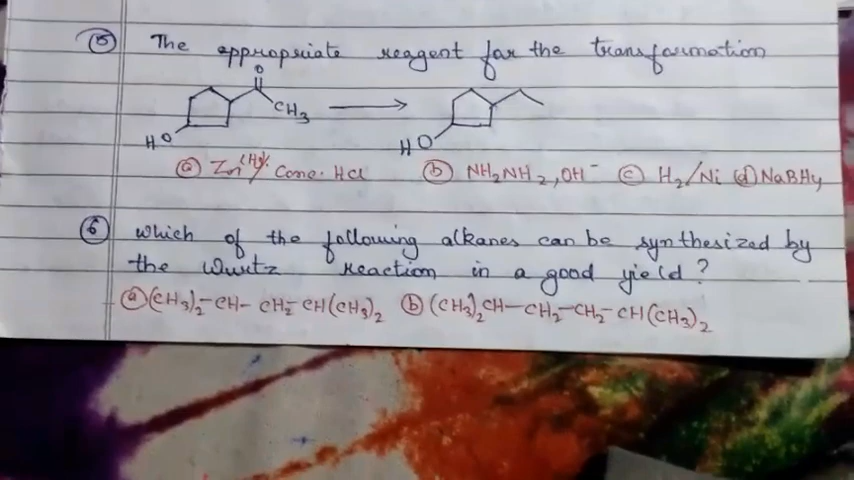 ⑤ The appropriate reagent for the transformation
O
CH₃
HO
HO
ⓐ Zn(Hg)/ Conc. HCl ⓑ NH₂NH₂, OH⁻ ⓒ H₂/Ni ⓓ NaBH₄
⑥ Which of the following alkanes can be synthesized by
the Wurtz Reaction in a good yield?
ⓐ (CH₃)₂-CH-CH₂-CH(CH₃)₂ ⓑ (CH₃)₂CH-CH₂-CH₂-CH(CH₃)₂